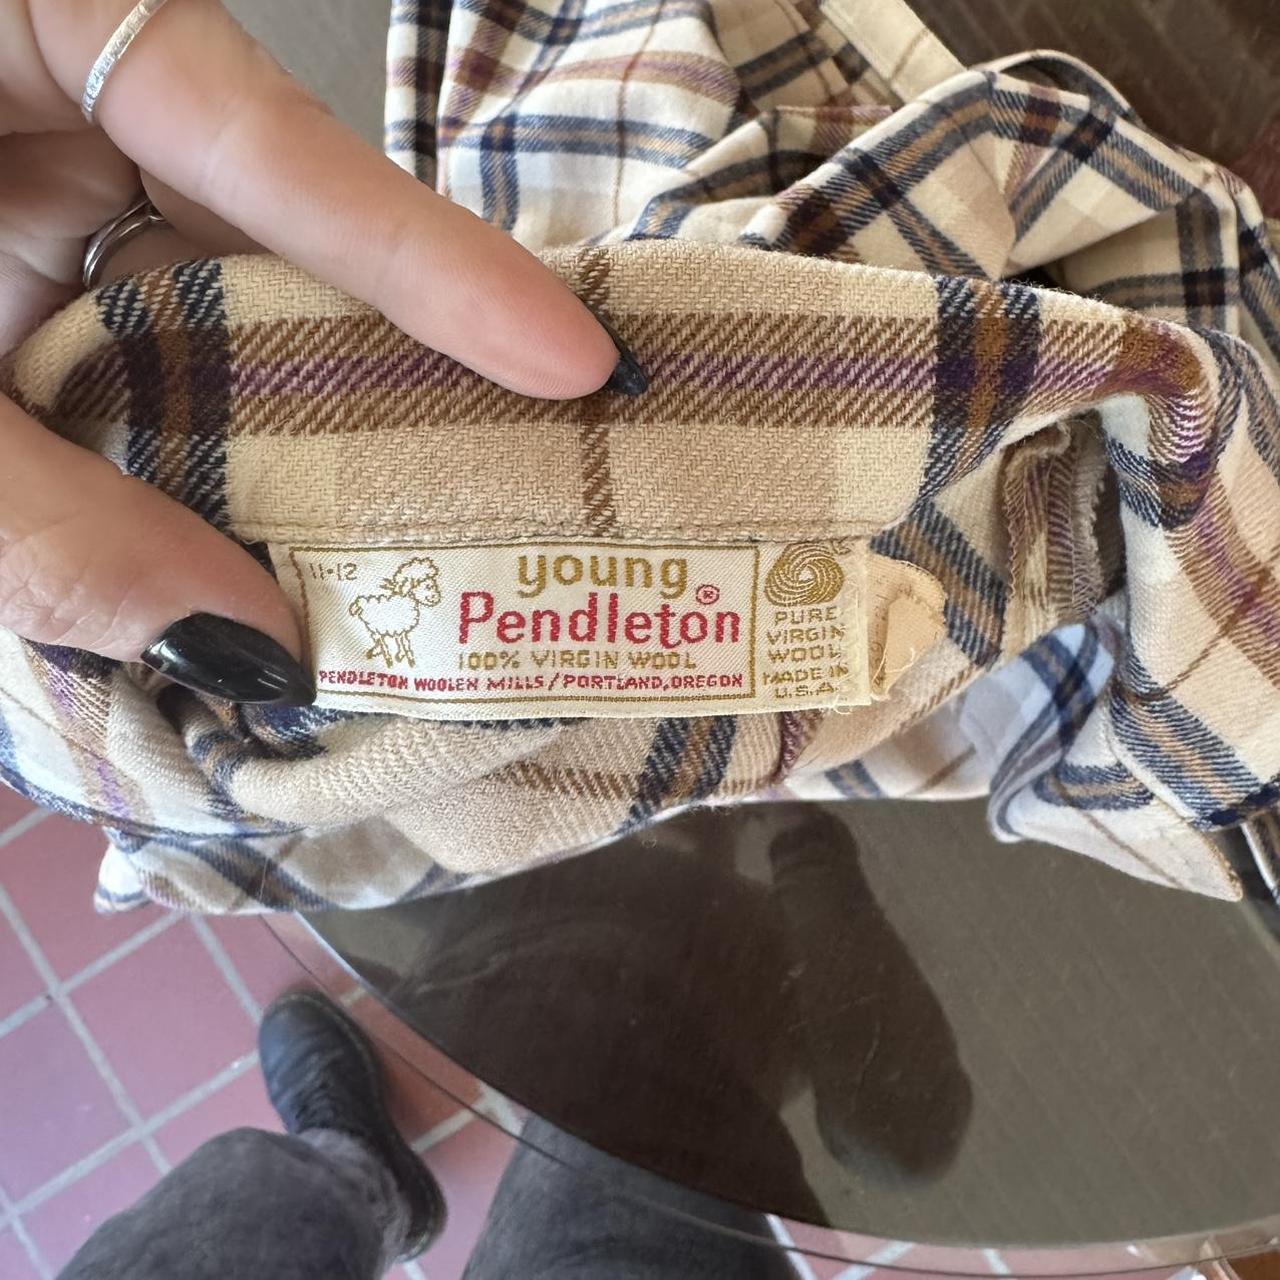 11-12
young
Pendleton®
100% VIRGIN WOOL
PENDLETON WOOLEN MILLS/PORTLAND, OREGON
PURE
VIRGIN
WOOL
MADE IN
U.S.A.